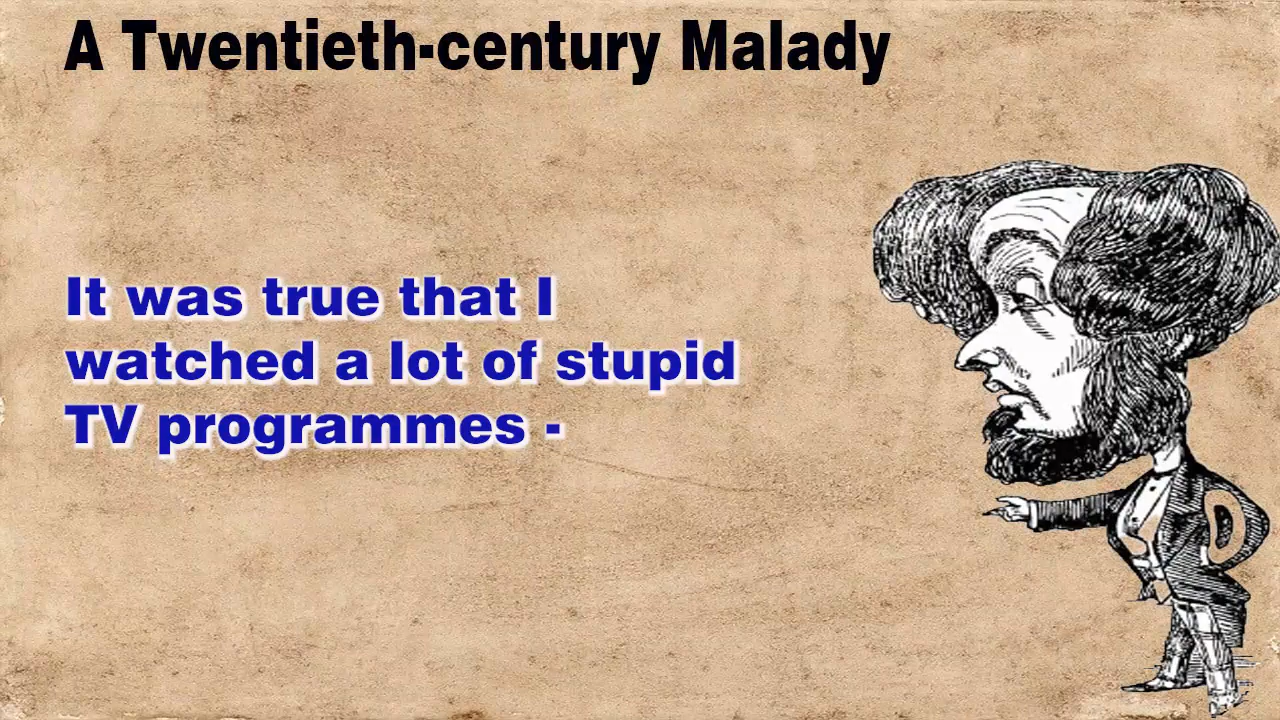 A Twentieth-century Malady
It was true that I
watched a lot of stupid
TV programmes -